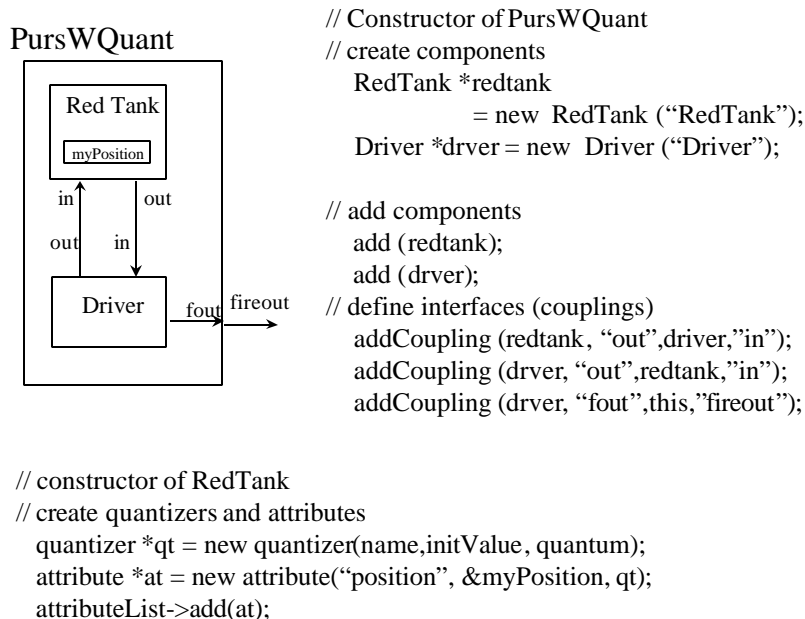 PursWQuant
Red Tank
myPosition
in
out
out
in
Driver
fout
fireout
// Constructor of PursWQuant
// create components
RedTank *redtank
= new RedTank (“RedTank”);
Driver *drver = new Driver (“Driver”);
// add components
add (redtank);
add (drver);
// define interfaces (couplings)
addCoupling (redtank, “out”,driver,”in”);
addCoupling (drver, “out”,redtank,”in”);
addCoupling (drver, “fout”,this,”fireout”);
// constructor of RedTank
// create quantizers and attributes
quantizer *qt = new quantizer(name,initValue, quantum);
attribute *at = new attribute(“position”, &myPosition, qt);
attributeList->add(at);